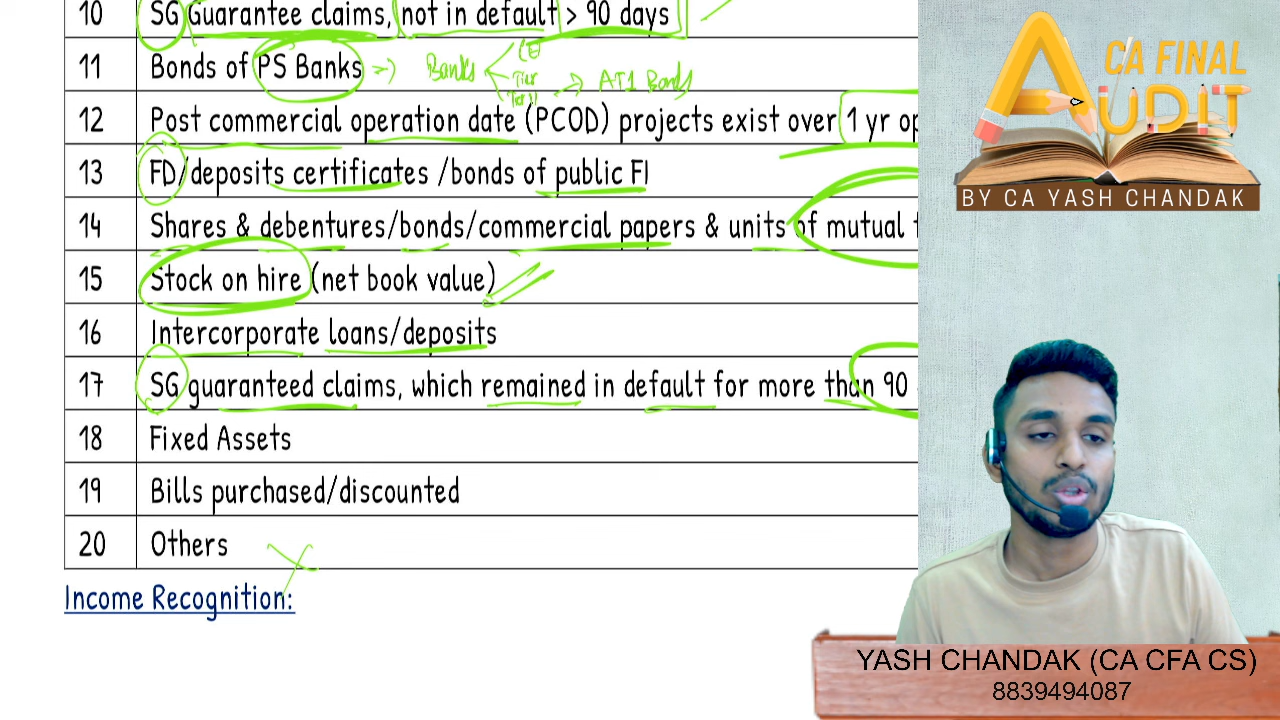 10 SG Guarantee claims, not in default > 90 days
11 Bonds of PS Banks => Banks
Tier
AT1 Bonds
12 Post commercial operation date (PCOD) projects exist over 1 yr op
13 FD/deposits certificates /bonds of public FI
14 Shares & debentures/bonds/commercial papers & units of mutual
15 Stock on hire (net book value)
16 Intercorporate loans/deposits
17 SG guaranteed claims, which remained in default for more than 90
18 Fixed Assets
19 Bills purchased/discounted
20 Others
Income Recognition:
CA FINAL
AUDIT
BY CA YASH CHANDAK
YASH CHANDAK (CA CFA CS)
8839494087